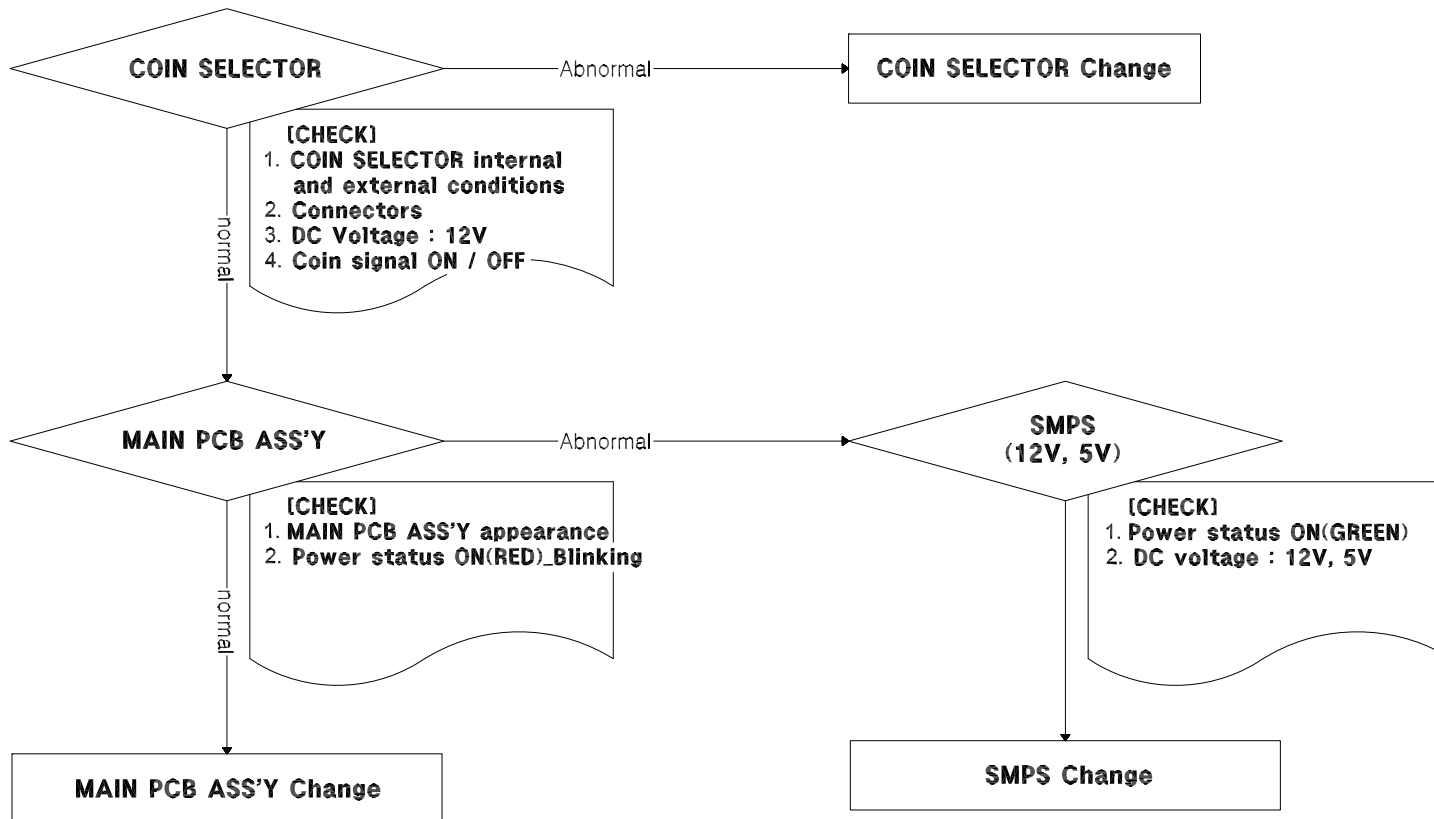 COIN SELECTOR
Abnormal
COIN SELECTOR Change
[CHECK]
1. COIN SELECTOR internal
and external conditions
2. Connectors
3. DC Voltage : 12V
4. Coin signal ON / OFF
normal
MAIN PCB ASS'Y
Abnormal
SMPS
(12V, 5V)
[CHECK]
1. MAIN PCB ASS'Y appearance
2. Power status ON(RED)_Blinking
[CHECK]
1. Power status ON(GREEN)
2. DC voltage : 12V, 5V
normal
MAIN PCB ASS'Y Change
SMPS Change